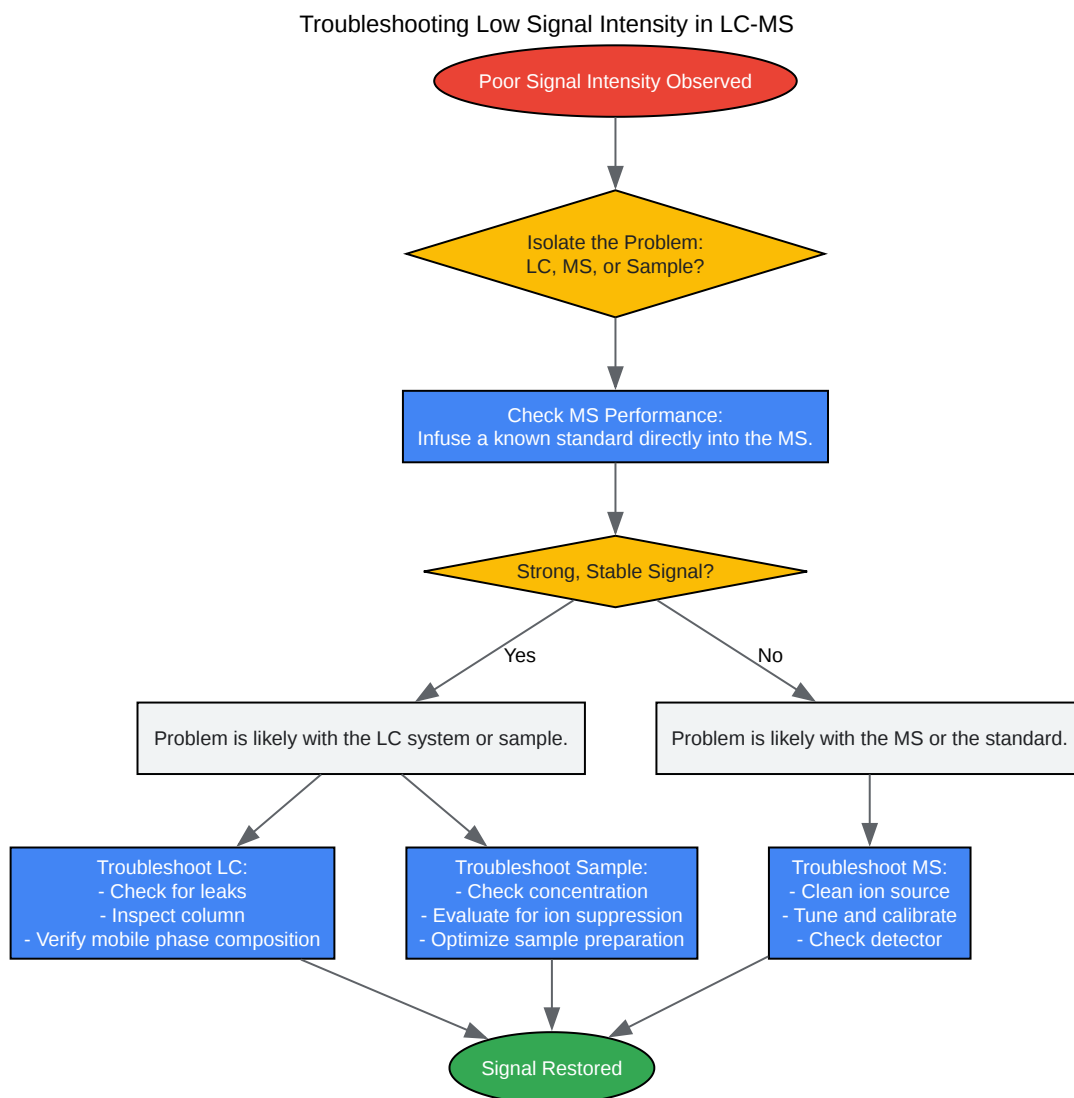 Troubleshooting Low Signal Intensity in LC-MS
Poor Signal Intensity Observed
Isolate the Problem:
LC, MS, or Sample?
Check MS Performance:
Infuse a known standard directly into the MS.
Strong, Stable Signal?
Yes
No
Problem is likely with the LC system or sample.
Problem is likely with the MS or the standard.
Troubleshoot LC:
- Check for leaks
- Inspect column
- Verify mobile phase composition
Troubleshoot Sample:
- Check concentration
- Evaluate for ion suppression
- Optimize sample preparation
Troubleshoot MS:
- Clean ion source
- Tune and calibrate
- Check detector
Signal Restored